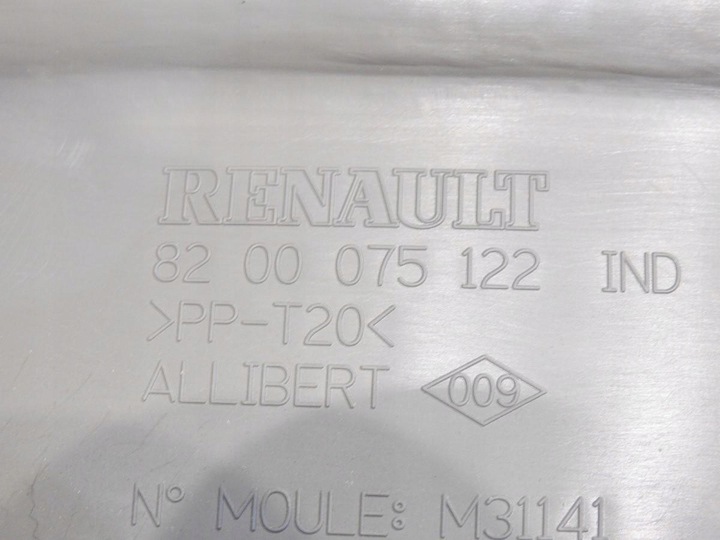 RENAULT
82 00 075 122 IND
>PP-T20<
ALLIBERT 009
N° MOULE: M31141